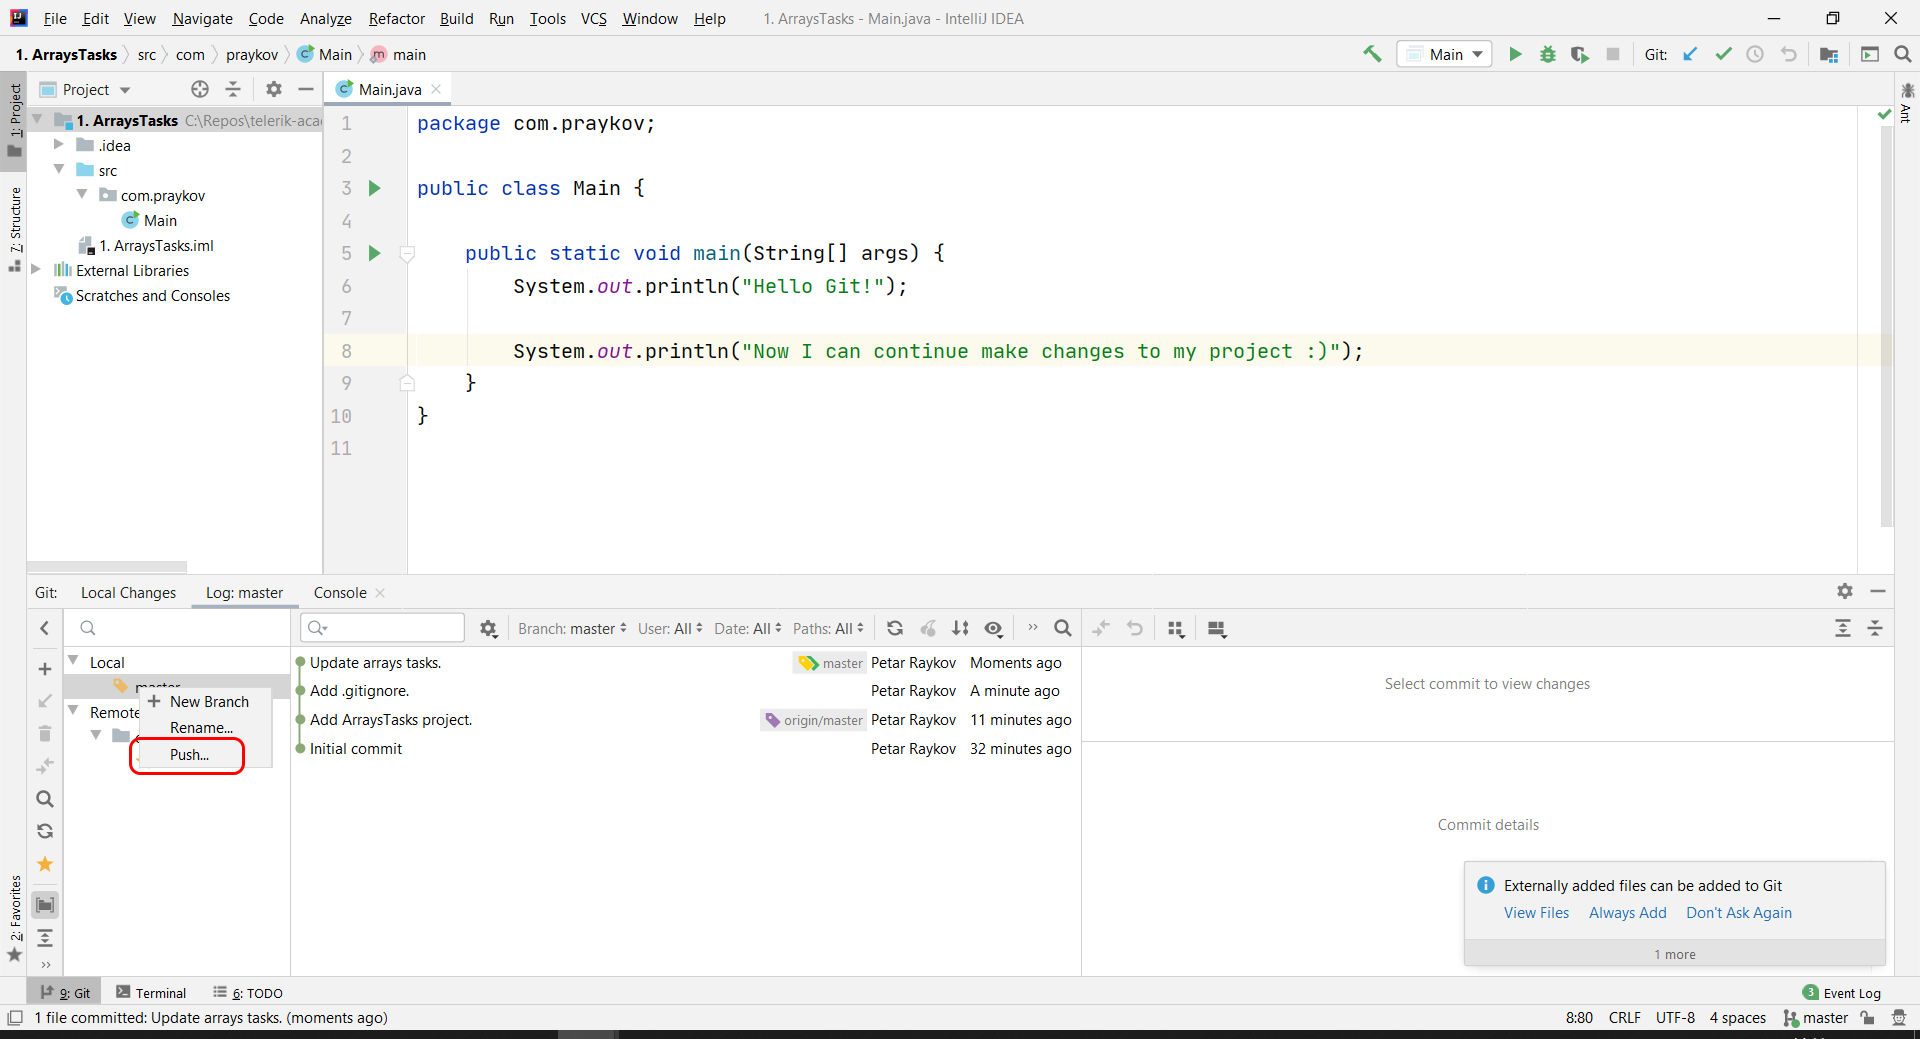 File Edit View Navigate Code Analyze Refactor Build Run Tools VCS Window Help 1. ArraysTasks - Main.java - IntelliJ IDEA
1. ArraysTasks src com praykov Main main Main Git:
Project Main.java
1. ArraysTasks C:\Repos\telerik-aca
.idea
src
com.praykov
Main
1. ArraysTasks.iml
External Libraries
Scratches and Consoles
1 package com.praykov;
2
3 public class Main {
4
5 public static void main(String[] args) {
6 System.out.println("Hello Git!");
7
8 System.out.println("Now I can continue make changes to my project :)");
9 }
10 }
11
1: Project
7: Structure
2: Favorites
Ant
Git: Local Changes Log: master Console
Branch: master User: All Date: All Paths: All
Local
master
Remote
New Branch
Rename...
Push...
Update arrays tasks. master Petar Raykov Moments ago
Add .gitignore. Petar Raykov A minute ago
Add ArraysTasks project. origin/master Petar Raykov 11 minutes ago
Initial commit Petar Raykov 32 minutes ago
Select commit to view changes
Commit details
Externally added files can be added to Git
View Files Always Add Don't Ask Again
1 more
9: Git Terminal 6: TODO 3 Event Log
1 file committed: Update arrays tasks. (moments ago) 8:80 CRLF UTF-8 4 spaces master